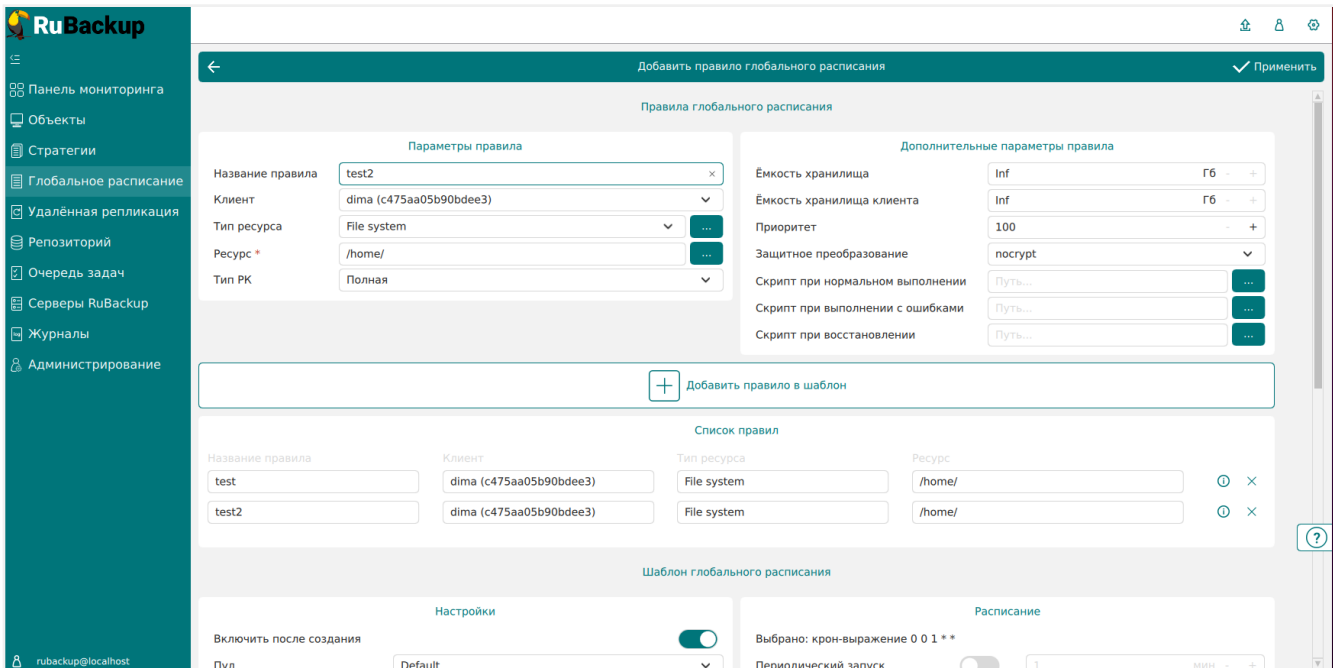 RuBackup
Добавить правило глобального расписания
Применить
Панель мониторинга
Объекты
Стратегии
Глобальное расписание
Удалённая репликация
Репозиторий
Очередь задач
Серверы RuBackup
Журналы
Администрирование
rubackup@localhost
Правила глобального расписания
Параметры правила
Название правила test2
Клиент dima (c475aa05b90bdee3)
Тип ресурса File system ...
Ресурс * /home/ ...
Тип РК Полная
Дополнительные параметры правила
Ёмкость хранилища Inf Гб - +
Ёмкость хранилища клиента Inf Гб - +
Приоритет 100 - +
Защитное преобразование nocrypt
Скрипт при нормальном выполнении Путь... ...
Скрипт при выполнении с ошибками Путь... ...
Скрипт при восстановлении Путь... ...
Добавить правило в шаблон
Список правил
Название правила Клиент Тип ресурса Ресурс
test dima (c475aa05b90bdee3) File system /home/
test2 dima (c475aa05b90bdee3) File system /home/
?
Шаблон глобального расписания
Настройки
Включить после создания
Пул Default
Расписание
Выбрано: крон-выражение 0 0 1 * *
Периодический запуск 1 мин - +